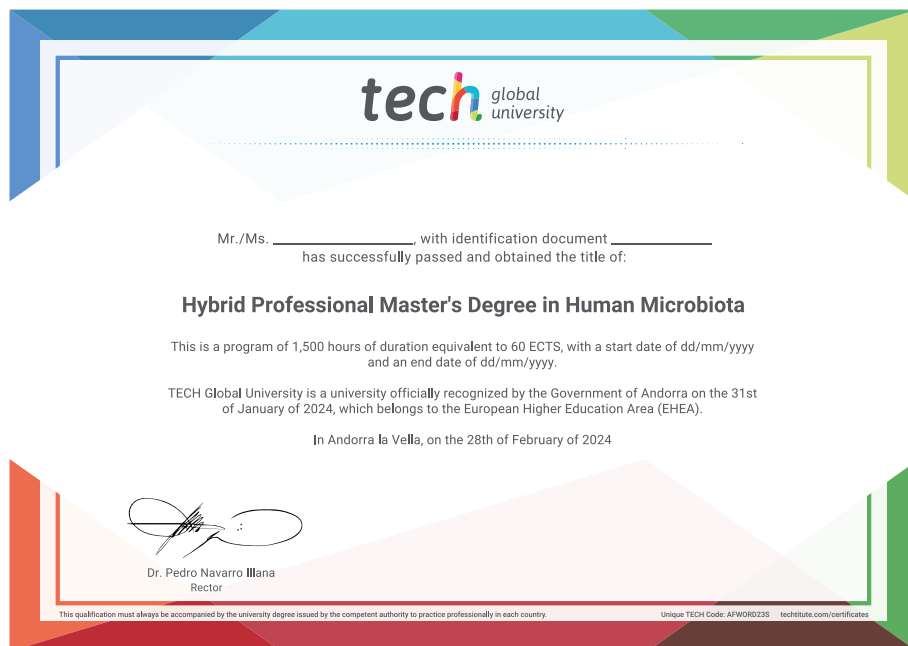 tech global
university
Mr./Ms. ____________, with identification document ____________
has successfully passed and obtained the title of:
Hybrid Professional Master's Degree in Human Microbiota
This is a program of 1,500 hours of duration equivalent to 60 ECTS, with a start date of dd/mm/yyyy
and an end date of dd/mm/yyyy.
TECH Global University is a university officially recognized by the Government of Andorra on the 31st
of January of 2024, which belongs to the European Higher Education Area (EHEA).
In Andorra la Vella, on the 28th of February of 2024
Dr. Pedro Navarro Illana
Rector
This qualification must always be accompanied by the university degree issued by the competent authority to practice professionally in each country.
Unique TECH Code: AFWORD23S techtitute.com/certificates